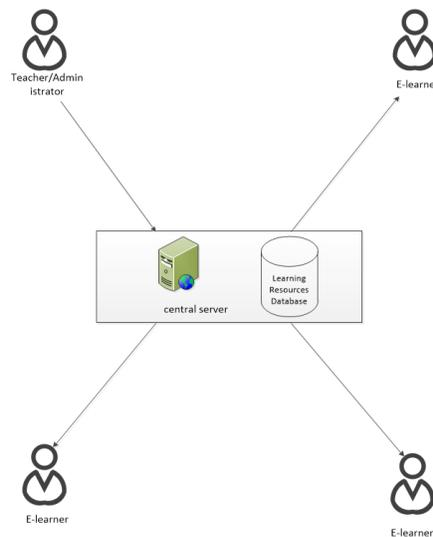 Teacher/Admin
istrator
E-learne
central server
Learning
Resources
Database
E-learner
E-learner